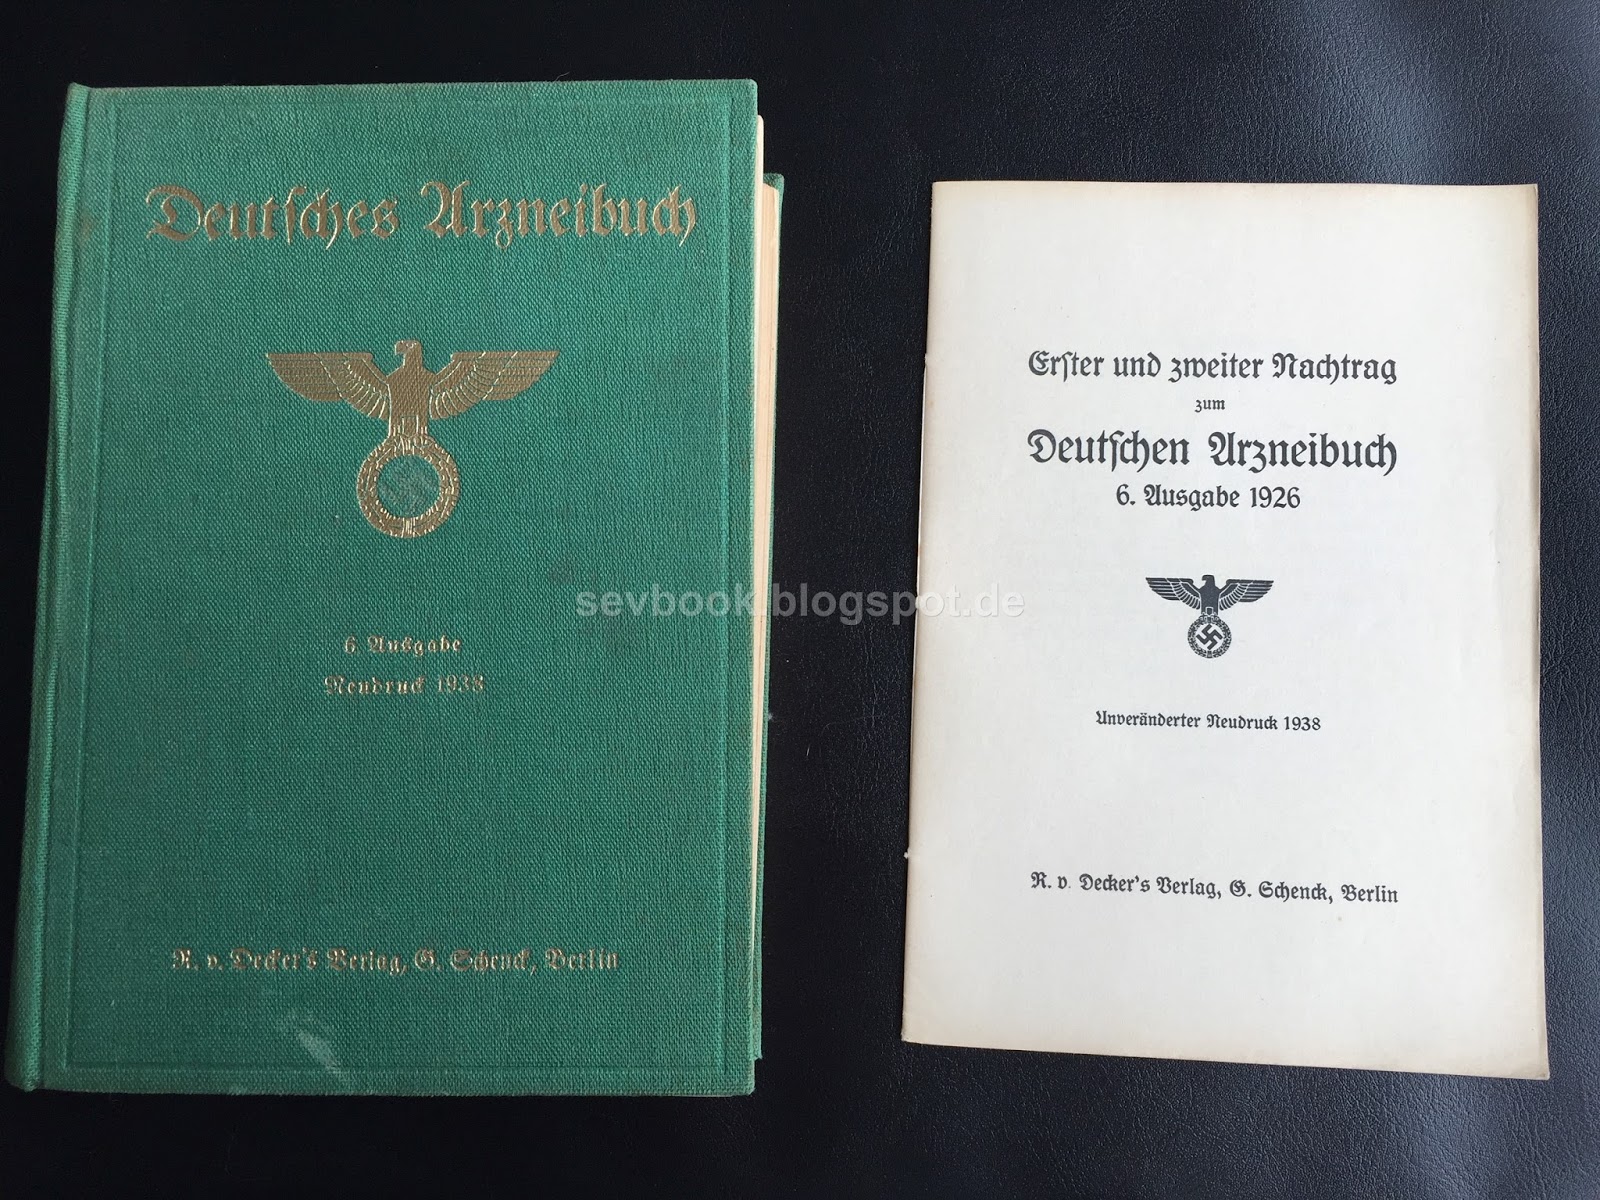 Deutsches Arzneibuch
6. Ausgabe
Neudruck 1938
R. v. Decker's Verlag, G. Schenck, Berlin
Erster und zweiter Nachtrag
zum
Deutschen Arzneibuch
6. Ausgabe 1926
Unveränderter Neudruck 1938
R. v. Decker's Verlag, G. Schenck, Berlin
sevbook.blogspot.de